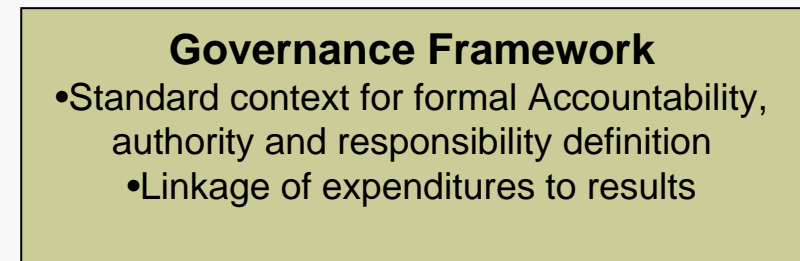 Governance Framework
•Standard context for formal Accountability,
authority and responsibility definition
•Linkage of expenditures to results